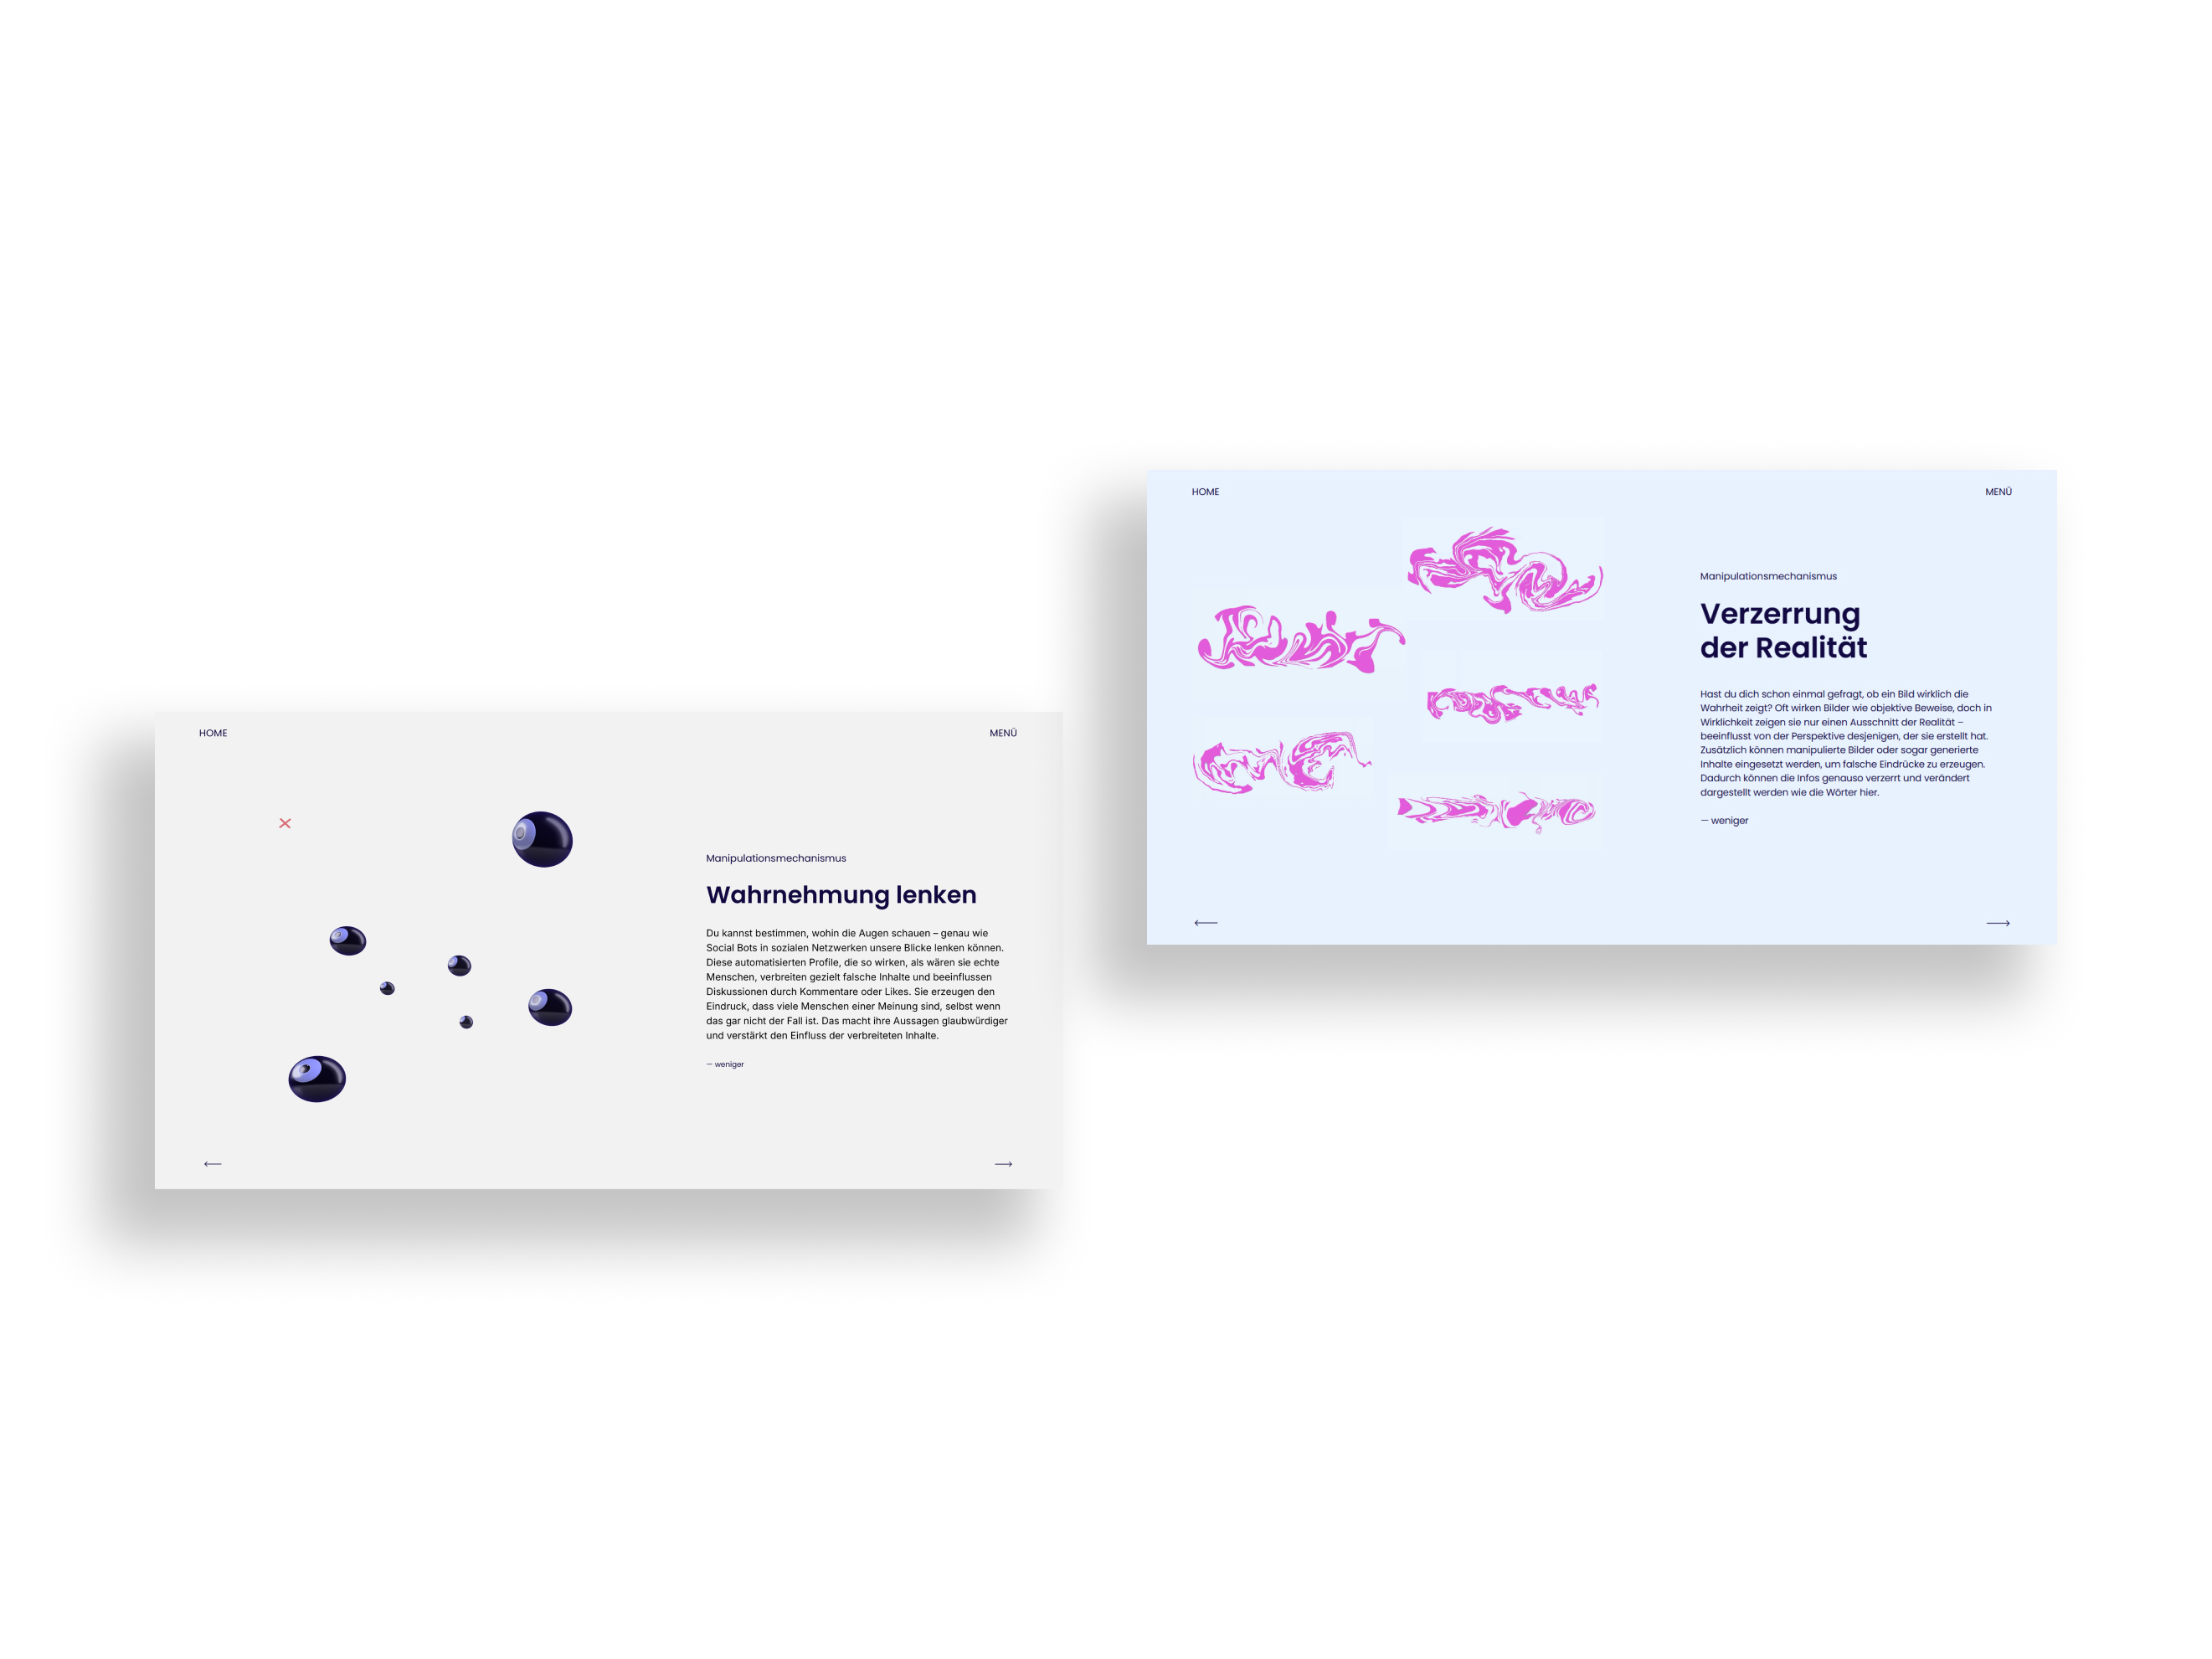 HOME
MENÜ
Manipulationsmechanismus
Wahrnehmung lenken
Du kannst bestimmen, wohin die Augen schauen – genau wie
Social Bots in sozialen Netzwerken unsere Blicke lenken können.
Diese automatisierten Profile, die so wirken, als wären sie echte
Menschen, verbreiten gezielt falsche Inhalte und beeinflussen
Diskussionen durch Kommentare oder Likes. Sie erzeugen den
Eindruck, dass viele Menschen einer Meinung sind, selbst wenn
das gar nicht der Fall ist. Das macht ihre Aussagen glaubwürdiger
und verstärkt den Einfluss der verbreiteten Inhalte.
— weniger
HOME
MENÜ
Manipulationsmechanismus
Verzerrung
der Realität
Hast du dich schon einmal gefragt, ob ein Bild wirklich die
Wahrheit zeigt? Oft wirken Bilder wie objektive Beweise, doch in
Wirklichkeit zeigen sie nur einen Ausschnitt der Realität –
beeinflusst von der Perspektive desjenigen, der sie erstellt hat.
Zusätzlich können manipulierte Bilder oder sogar generierte
Inhalte eingesetzt werden, um falsche Eindrücke zu erzeugen.
Dadurch können die Infos genauso verzerrt und verändert
dargestellt werden wie die Wörter hier.
— weniger